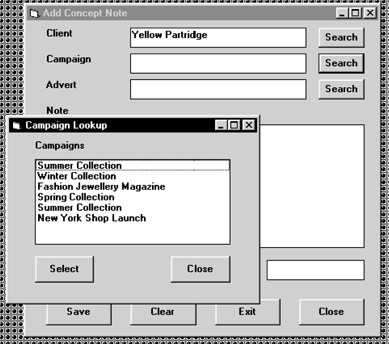 Add Concept Note
Client
Yellow Partridge
Search
Campaign
Search
Advert
Search
Note
Campaign Lookup
Campaigns
Summer Collection
Winter Collection
Fashion Jewellery Magazine
Spring Collection
Summer Collection
New York Shop Launch
Select
Close
Save
Clear
Exit
Close